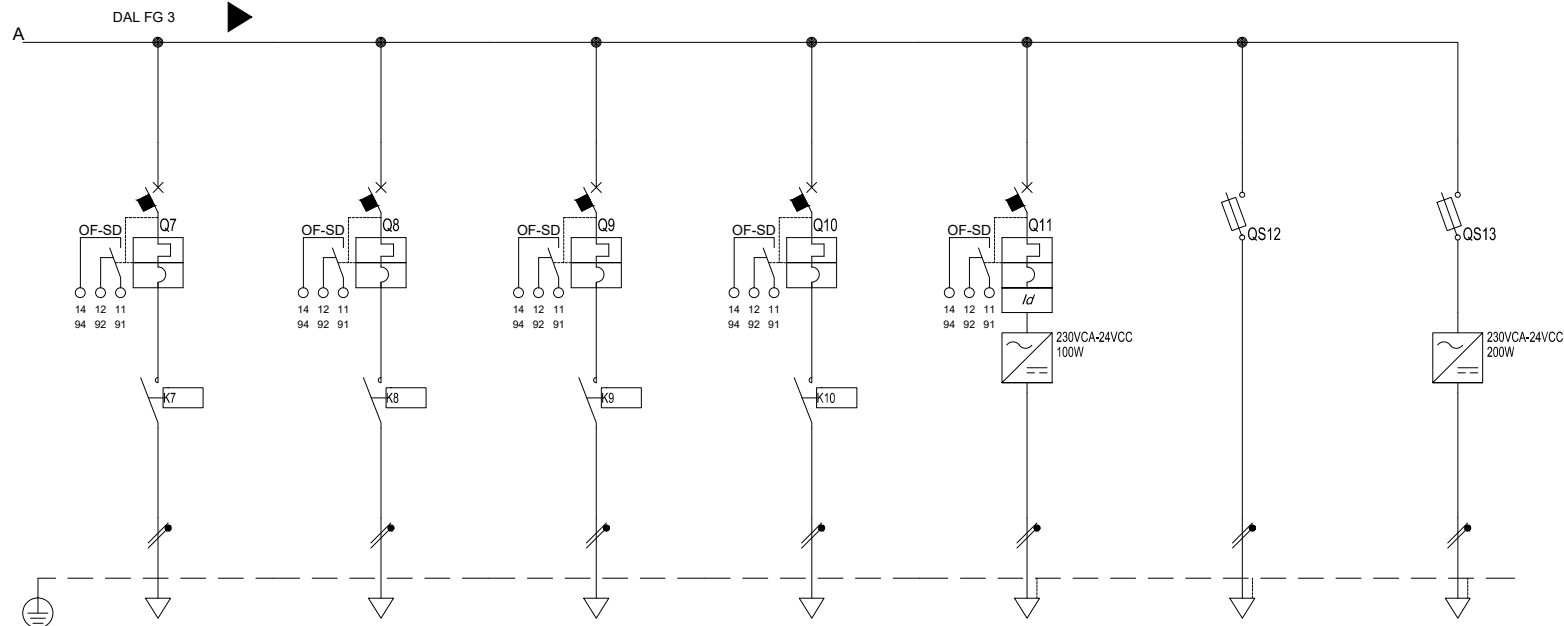 DAL FG 3
A
OF-SD Q7
14 12 11
94 92 91
K7
OF-SD Q8
14 12 11
94 92 91
K8
OF-SD Q9
14 12 11
94 92 91
K9
OF-SD Q10
14 12 11
94 92 91
K10
OF-SD Q11
14 12 11
94 92 91
Id
230VCA-24VCC
100W
QS12
QS13
230VCA-24VCC
200W